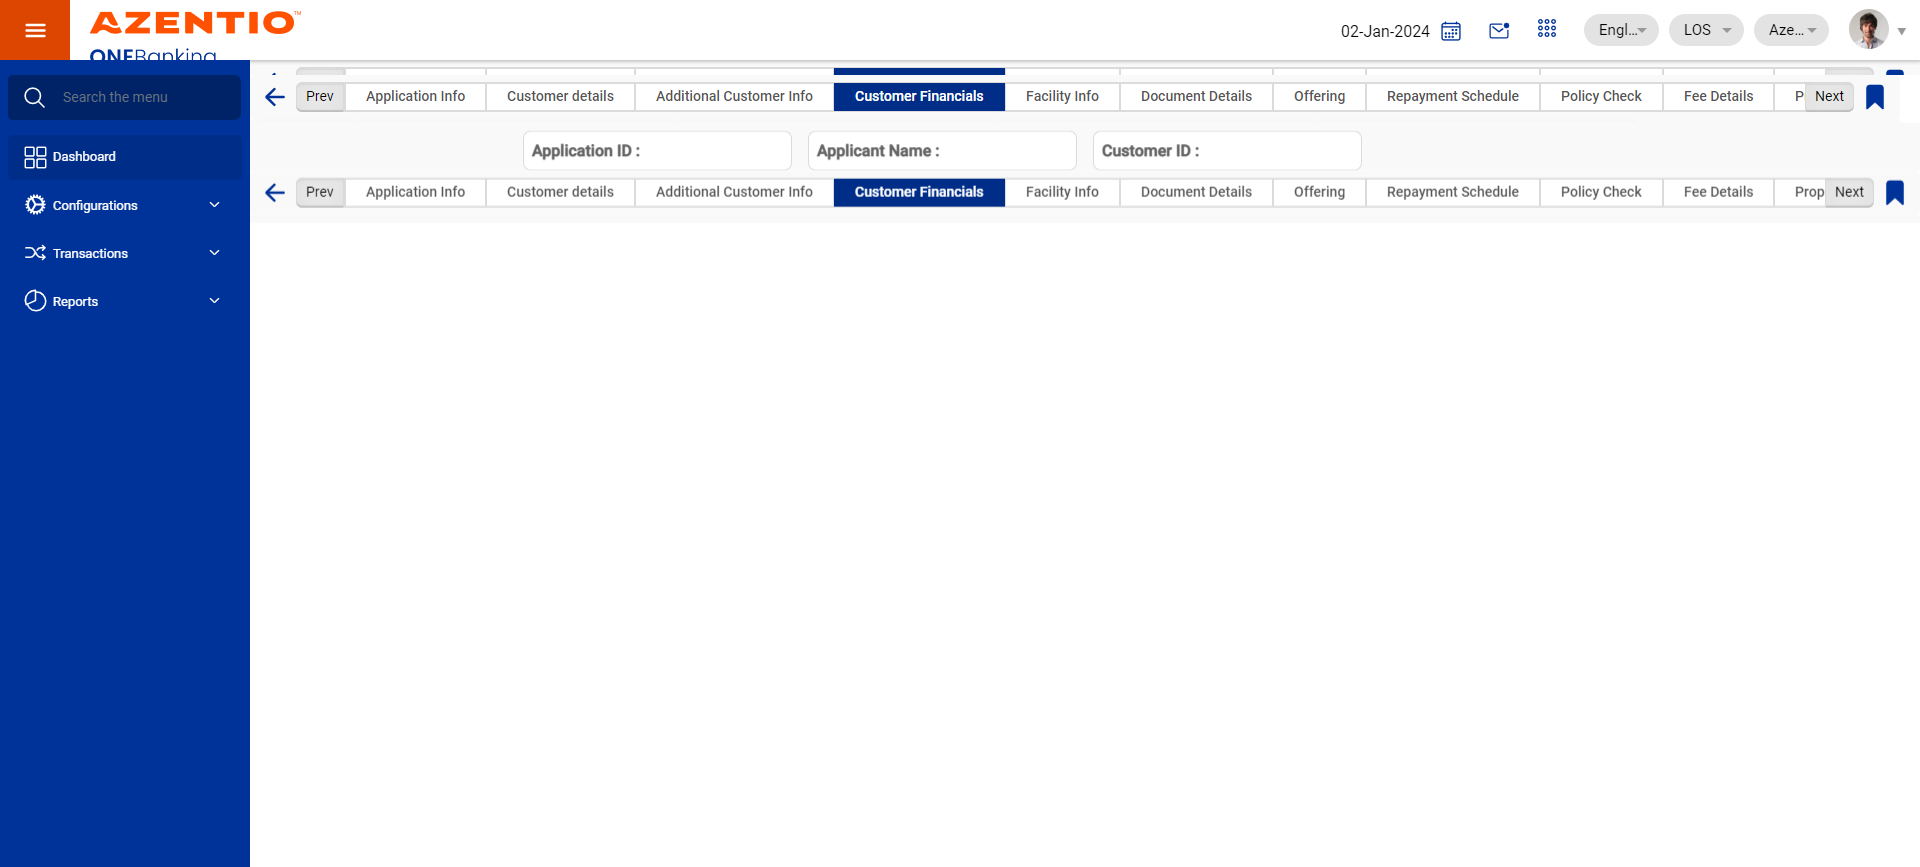 AZENTIO™
ONEBanking
02-Jan-2024
Engl...
LOS
Aze...
Search the menu
Dashboard
Configurations
Transactions
Reports
Prev Application Info Customer details Additional Customer Info Customer Financials Facility Info Document Details Offering Repayment Schedule Policy Check Fee Details P Next
Application ID : Applicant Name : Customer ID :
Prev Application Info Customer details Additional Customer Info Customer Financials Facility Info Document Details Offering Repayment Schedule Policy Check Fee Details Prop Next